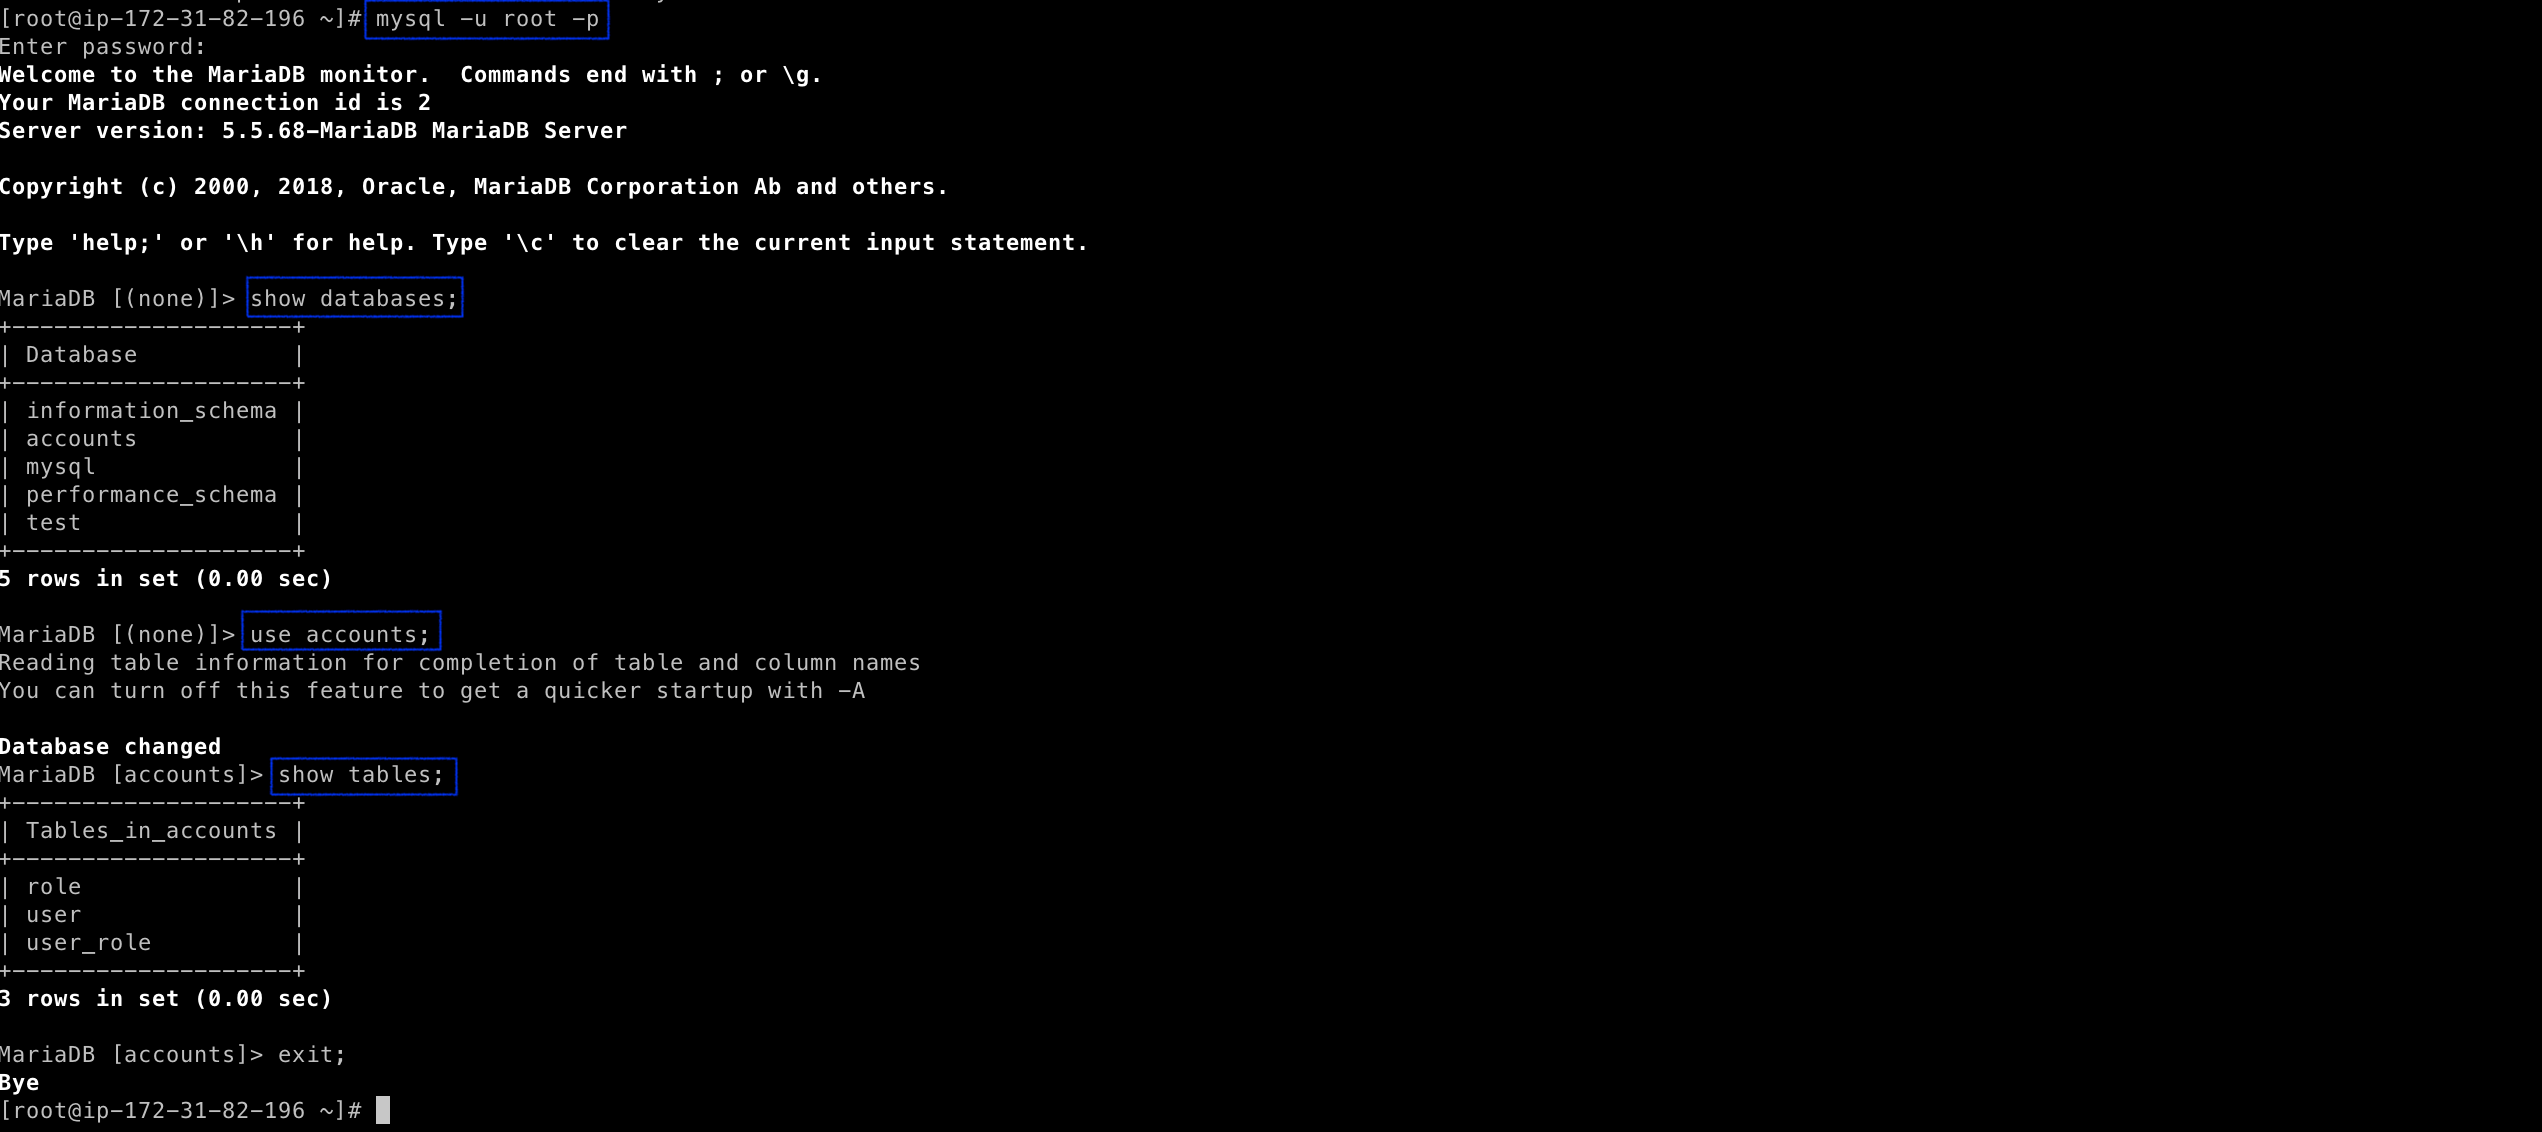 [root@ip-172-31-82-196 ~]# mysql -u root -p
Enter password:
Welcome to the MariaDB monitor.  Commands end with ; or \g.
Your MariaDB connection id is 2
Server version: 5.5.68-MariaDB MariaDB Server

Copyright (c) 2000, 2018, Oracle, MariaDB Corporation Ab and others.

Type 'help;' or '\h' for help. Type '\c' to clear the current input statement.

MariaDB [(none)]> show databases;
+--------------------+
| Database           |
+--------------------+
| information_schema |
| accounts           |
| mysql              |
| performance_schema |
| test               |
+--------------------+
5 rows in set (0.00 sec)

MariaDB [(none)]> use accounts;
Reading table information for completion of table and column names
You can turn off this feature to get a quicker startup with -A

Database changed
MariaDB [accounts]> show tables;
+--------------------+
| Tables_in_accounts |
+--------------------+
| role               |
| user               |
| user_role          |
+--------------------+
3 rows in set (0.00 sec)

MariaDB [accounts]> exit;
Bye
[root@ip-172-31-82-196 ~]#